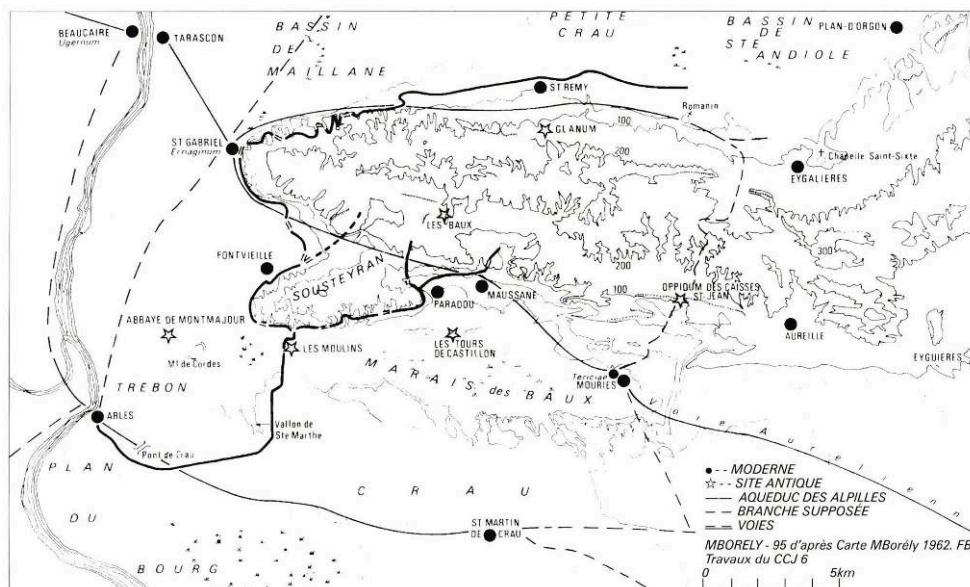 BASSIN
DE
MAILLANE
PETITE
CRAU
BASSIN
DE
STE
ANDIOLE
PLAN-D'ORGON
BEAUCAIRE
Ugernum
TARASCON
ST REMY
Romanin
100
GLANUM
200
ST GABRIEL
Ernaginum
Chapelle Saint-Sixte
EYGALIERES
LES BAUX
300
FONTVIEILLE
SOUSTEYRAN
200
100
OPPIDUM DES CAISSES
ST JEAN
PARADOU
MAUSSANE
AUREILLE
ABBAYE DE MONTMAJOUR
LES MOULINS
LES TOURS
DE CASTILLON
EYGUIERES
Mt de Cordes
MARAIS des BAUX
TREBON
Tericiae
MOURIES
ARLES
Vallon de
Ste Marthe
Voie Aurelienn
Pont de Crau
PLAN
DU
BOURG
CRAU
ST MARTIN
DE CRAU
MODERNE
SITE ANTIQUE
AQUEDUC DES ALPILLES
BRANCHE SUPPOSÉE
VOIES
MBORELY - 95 d'après Carte MBorély 1962. FB
Travaux du CCJ 6
0 5km